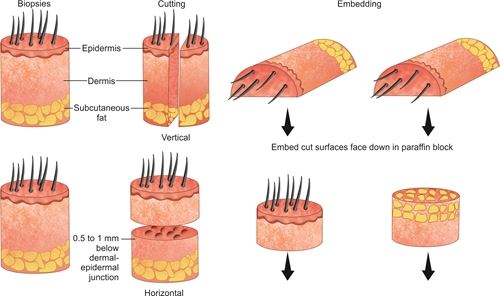 Biopsies
Cutting
Embedding
Epidermis
Dermis
Subcutaneous
fat
Vertical
Embed cut surfaces face down in paraffin block
0.5 to 1 mm
below
dermal-
epidermal
junction
Horizontal